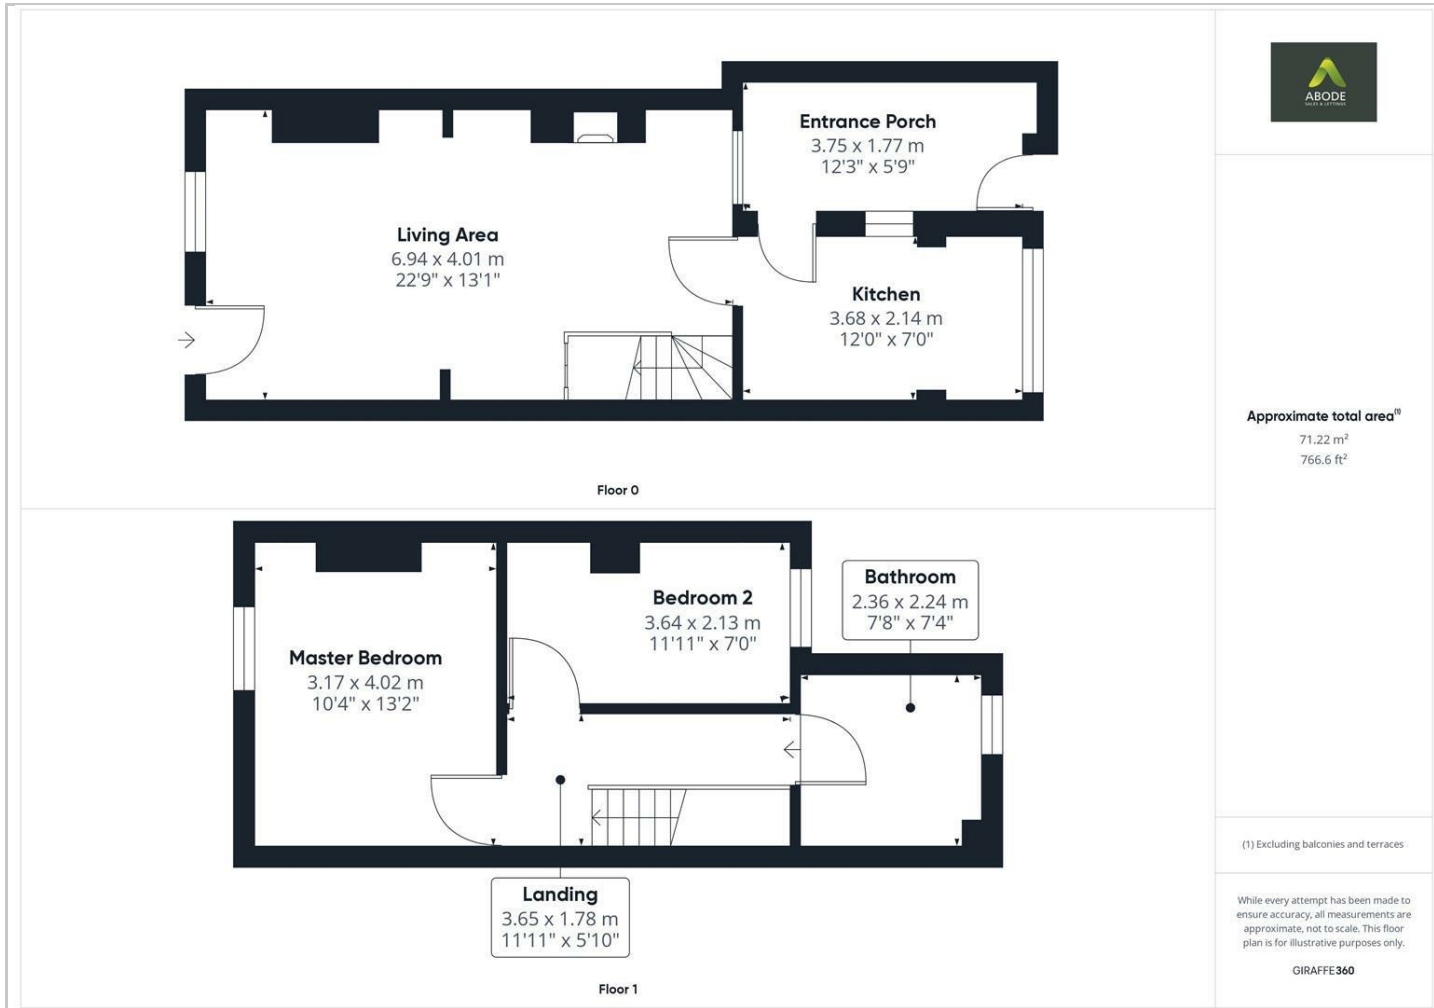 Entrance Porch
3.75 x 1.77 m
12'3" x 5'9"
Living Area
6.94 x 4.01 m
22'9" x 13'1"
Kitchen
3.68 x 2.14 m
12'0" x 7'0"
Floor 0
Bathroom
2.36 x 2.24 m
7'8" x 7'4"
Bedroom 2
3.64 x 2.13 m
11'11" x 7'0"
Master Bedroom
3.17 x 4.02 m
10'4" x 13'2"
Landing
3.65 x 1.78 m
11'11" x 5'10"
Floor 1
ABODE
SALES & LETTINGS
Approximate total area(1)
71.22 m²
766.6 ft²
(1) Excluding balconies and terraces
While every attempt has been made to
ensure accuracy, all measurements are
approximate, not to scale. This floor
plan is for illustrative purposes only.
GIRAFFE360